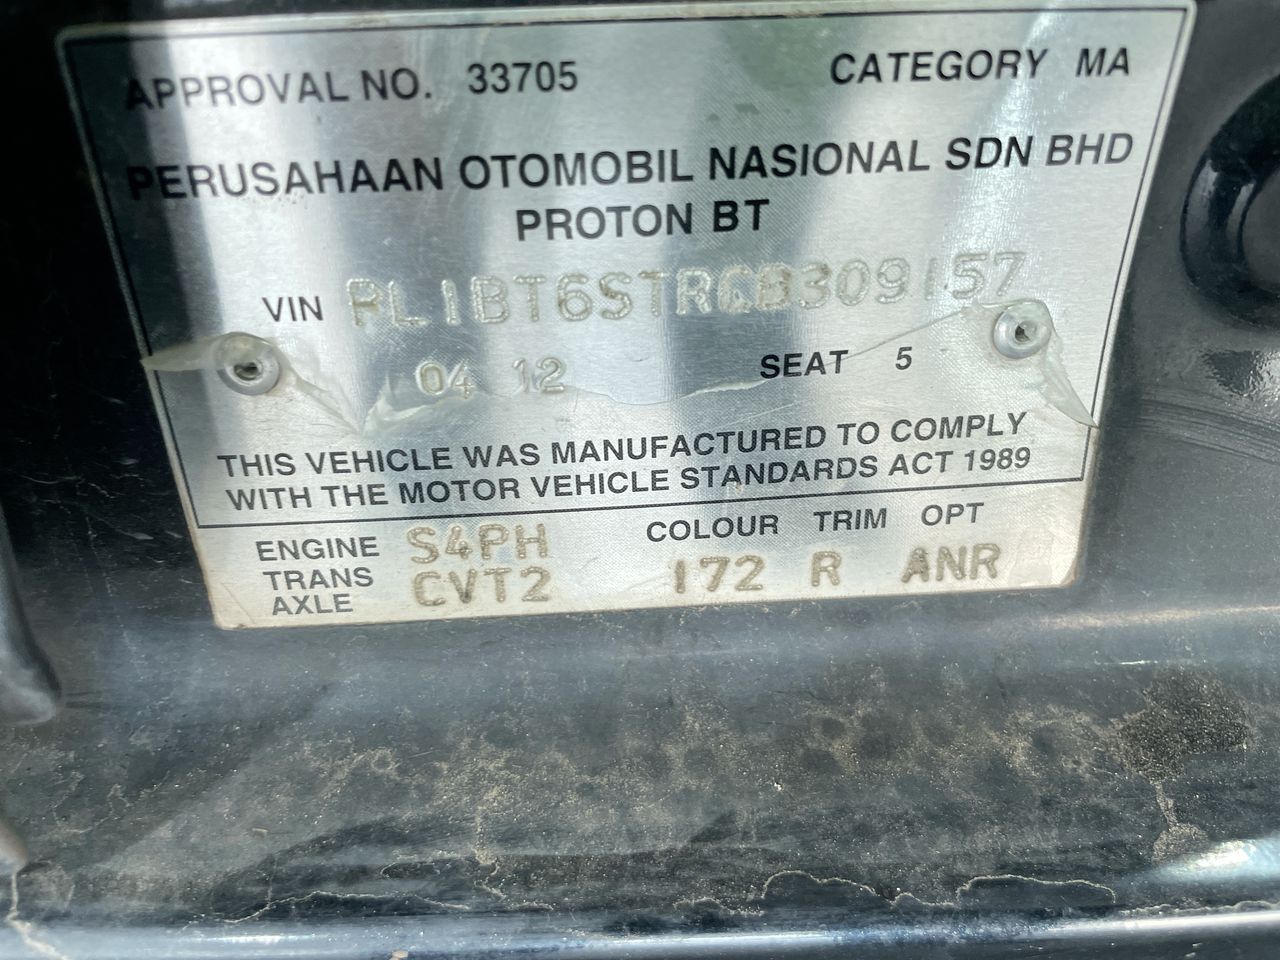 APPROVAL NO. 33705 CATEGORY MA
PERUSAHAAN OTOMOBIL NASIONAL SDN BHD
PROTON BT
VIN PL1BT6STRCB309157
04 12 SEAT 5
THIS VEHICLE WAS MANUFACTURED TO COMPLY
WITH THE MOTOR VEHICLE STANDARDS ACT 1989
ENGINE S4PH COLOUR TRIM OPT
TRANS CVT2 172 R ANR
AXLE